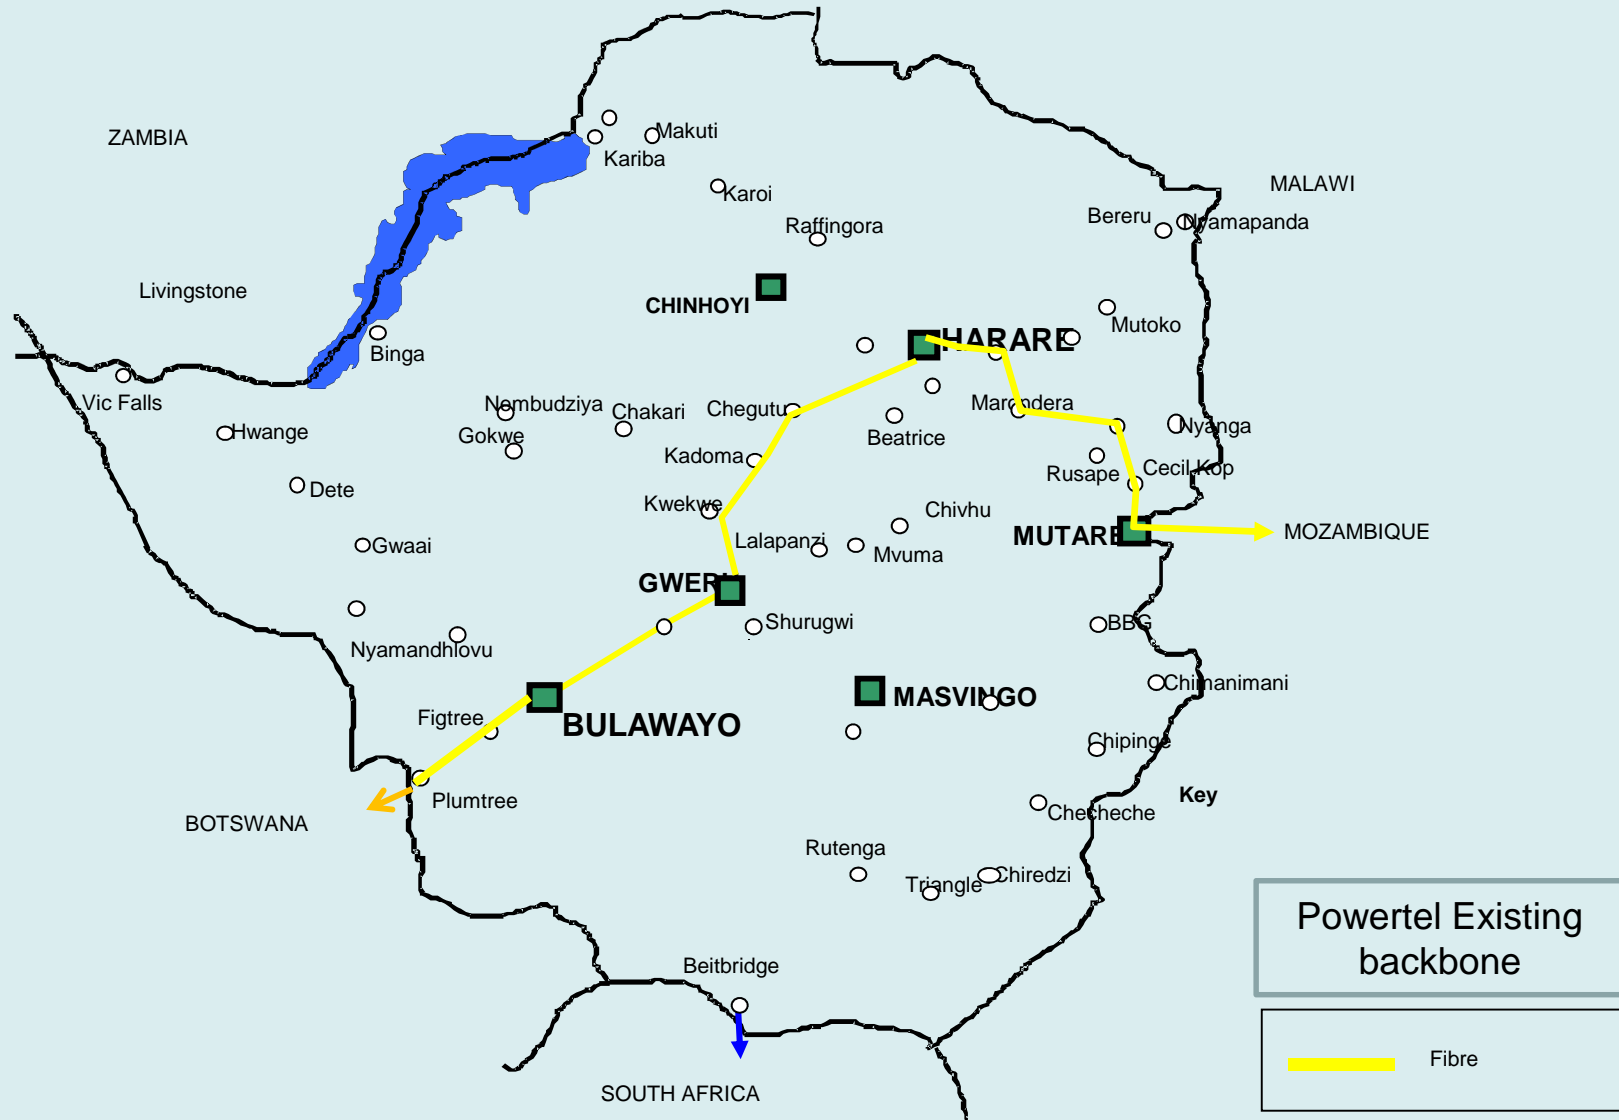 ZAMBIA
Makuti
Kariba
MALAWI
Karoi
Bereru
Nyamapanda
Raffingora
Livingstone
CHINHOYI
Mutoko
HARARE
Binga
Vic Falls
Nembudziya
Chakari
Chegutu
Marondera
Hwange
Gokwe
Beatrice
Nyanga
Kadoma
Rusape
Cecil Kop
Dete
Kwekwe
Chivhu
Gwaai
Lalapanzi
Mvuma
MUTARE
MOZAMBIQUE
GWERU
Shurugwi
BBG
Nyamandhlovu
Chimanimani
MASVINGO
Figtree
BULAWAYO
Chipinge
Plumtree
Key
BOTSWANA
Checheche
Rutenga
Triangle
Chiredzi
Powertel Existing
backbone
Beitbridge
Fibre
SOUTH AFRICA